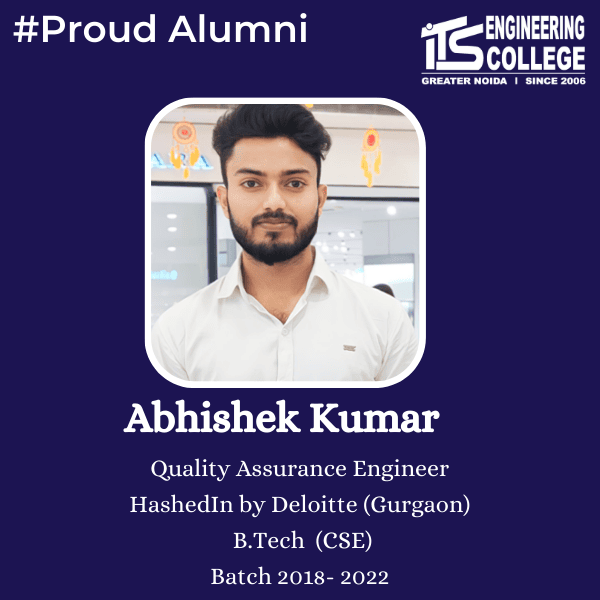 #Proud Alumni
ITS ENGINEERING
COLLEGE
GREATER NOIDA | SINCE 2006
Abhishek Kumar
Quality Assurance Engineer
HashedIn by Deloitte (Gurgaon)
B.Tech (CSE)
Batch 2018- 2022